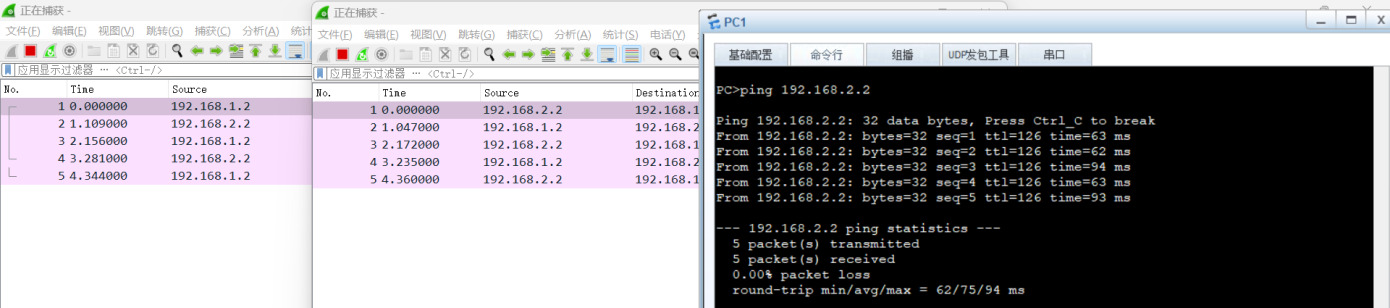 正在捕获 -
文件(F) 编辑(E) 视图(V) 跳转(G) 捕获(C) 分析(A) 统计
应用显示过滤器 … <Ctrl-/>
No. Time Source
1 0.000000 192.168.1.2
2 1.109000 192.168.2.2
3 2.156000 192.168.1.2
4 3.281000 192.168.2.2
5 4.344000 192.168.1.2
正在捕获 -
文件(F) 编辑(E) 视图(V) 跳转(G) 捕获(C) 分析(A) 统计(S) 电话(Y)
应用显示过滤器 … <Ctrl-/>
No. Time Source Destination
1 0.000000 192.168.2.2 192.168.1
2 1.047000 192.168.1.2 192.168.2
3 2.172000 192.168.2.2 192.168.1
4 3.235000 192.168.1.2 192.168.2
5 4.360000 192.168.2.2 192.168.1
PC1
基础配置 命令行 组播 UDP发包工具 串口
PC>ping 192.168.2.2
Ping 192.168.2.2: 32 data bytes, Press Ctrl_C to break
From 192.168.2.2: bytes=32 seq=1 ttl=126 time=63 ms
From 192.168.2.2: bytes=32 seq=2 ttl=126 time=62 ms
From 192.168.2.2: bytes=32 seq=3 ttl=126 time=94 ms
From 192.168.2.2: bytes=32 seq=4 ttl=126 time=63 ms
From 192.168.2.2: bytes=32 seq=5 ttl=126 time=93 ms
--- 192.168.2.2 ping statistics ---
5 packet(s) transmitted
5 packet(s) received
0.00% packet loss
round-trip min/avg/max = 62/75/94 ms